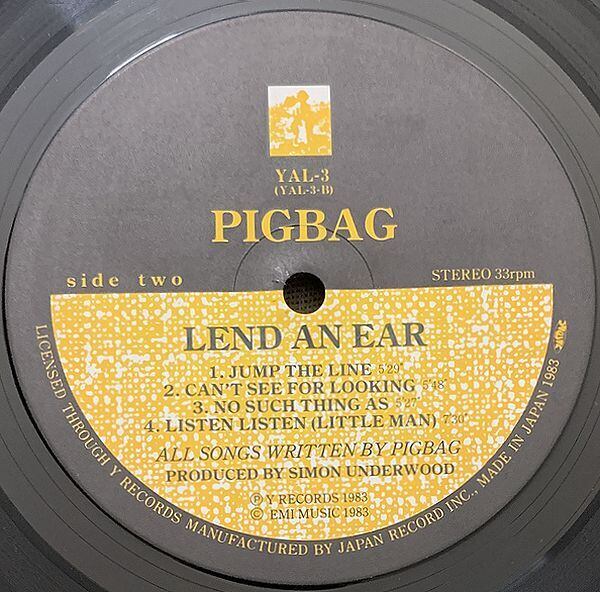 YAL-3
(YAL-3-B)
PIGBAG
side two
STEREO 33rpm
LEND AN EAR
1. JUMP THE LINE 5'29"
2. CAN'T SEE FOR LOOKING 5'48"
3. NO SUCH THING AS 5'27"
4. LISTEN LISTEN (LITTLE MAN) 7'30"
ALL SONGS WRITTEN BY PIGBAG
PRODUCED BY SIMON UNDERWOOD
Ⓟ Y RECORDS 1983
© EMI MUSIC 1983
LICENSED THROUGH Y RECORDS MANUFACTURED BY JAPAN RECORD INC., MADE IN JAPAN 1983